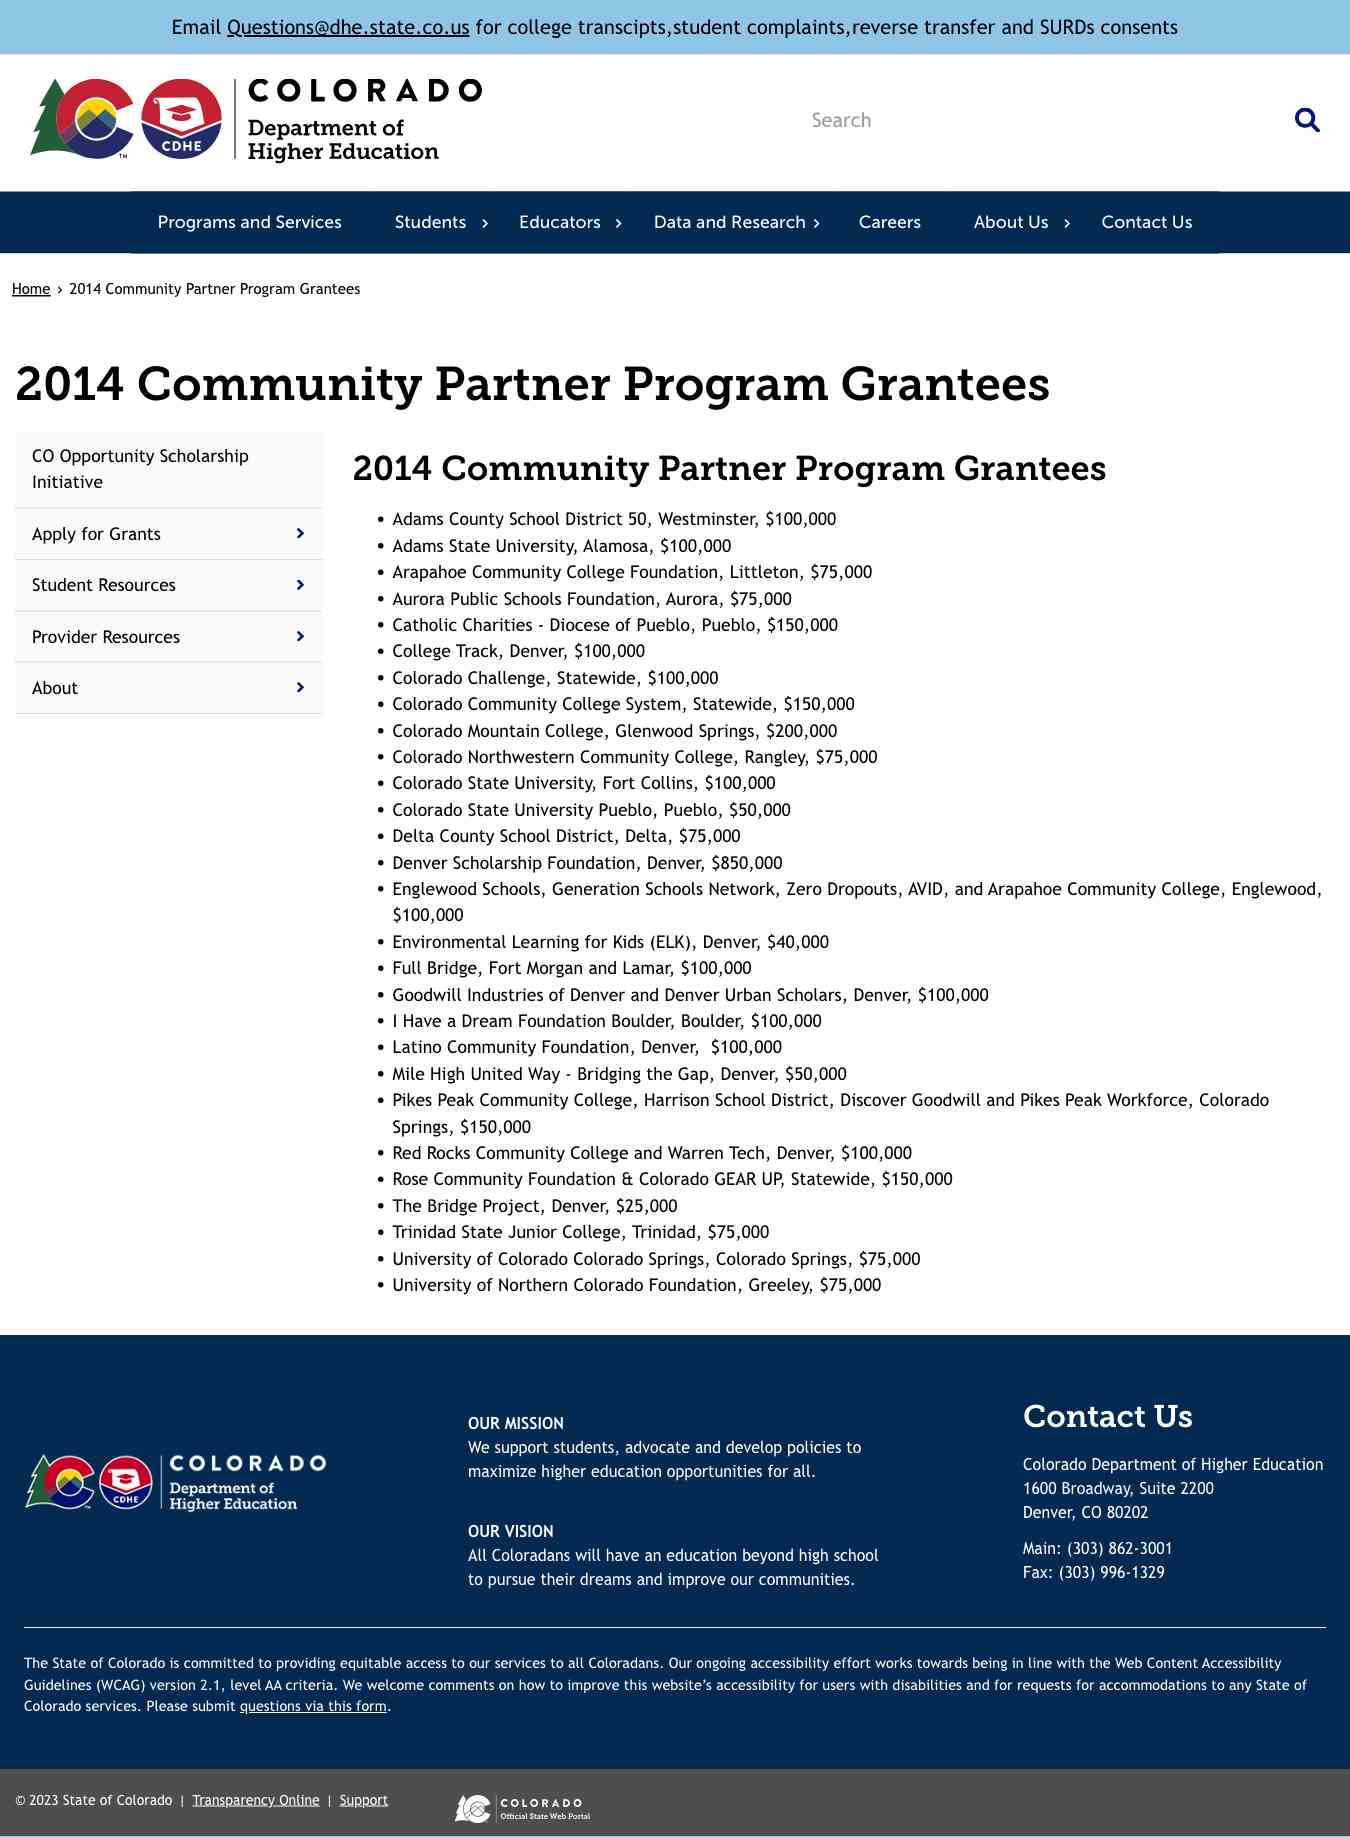 Email Questions@dhe.state.co.us for college transcipts,student complaints,reverse transfer and SURDs consents
COLORADO
Department of
Higher Education
CDHE
TM
Search
Programs and Services Students Educators Data and Research Careers About Us Contact Us
Home › 2014 Community Partner Program Grantees
2014 Community Partner Program Grantees
CO Opportunity Scholarship
Initiative
Apply for Grants
Student Resources
Provider Resources
About
2014 Community Partner Program Grantees
• Adams County School District 50, Westminster, $100,000
• Adams State University, Alamosa, $100,000
• Arapahoe Community College Foundation, Littleton, $75,000
• Aurora Public Schools Foundation, Aurora, $75,000
• Catholic Charities - Diocese of Pueblo, Pueblo, $150,000
• College Track, Denver, $100,000
• Colorado Challenge, Statewide, $100,000
• Colorado Community College System, Statewide, $150,000
• Colorado Mountain College, Glenwood Springs, $200,000
• Colorado Northwestern Community College, Rangley, $75,000
• Colorado State University, Fort Collins, $100,000
• Colorado State University Pueblo, Pueblo, $50,000
• Delta County School District, Delta, $75,000
• Denver Scholarship Foundation, Denver, $850,000
• Englewood Schools, Generation Schools Network, Zero Dropouts, AVID, and Arapahoe Community College, Englewood,
$100,000
• Environmental Learning for Kids (ELK), Denver, $40,000
• Full Bridge, Fort Morgan and Lamar, $100,000
• Goodwill Industries of Denver and Denver Urban Scholars, Denver, $100,000
• I Have a Dream Foundation Boulder, Boulder, $100,000
• Latino Community Foundation, Denver,  $100,000
• Mile High United Way - Bridging the Gap, Denver, $50,000
• Pikes Peak Community College, Harrison School District, Discover Goodwill and Pikes Peak Workforce, Colorado
Springs, $150,000
• Red Rocks Community College and Warren Tech, Denver, $100,000
• Rose Community Foundation & Colorado GEAR UP, Statewide, $150,000
• The Bridge Project, Denver, $25,000
• Trinidad State Junior College, Trinidad, $75,000
• University of Colorado Colorado Springs, Colorado Springs, $75,000
• University of Northern Colorado Foundation, Greeley, $75,000
COLORADO
Department of
Higher Education
CDHE
OUR MISSION
We support students, advocate and develop policies to
maximize higher education opportunities for all.
OUR VISION
All Coloradans will have an education beyond high school
to pursue their dreams and improve our communities.
Contact Us
Colorado Department of Higher Education
1600 Broadway, Suite 2200
Denver, CO 80202
Main: (303) 862-3001
Fax: (303) 996-1329
The State of Colorado is committed to providing equitable access to our services to all Coloradans. Our ongoing accessibility effort works towards being in line with the Web Content Accessibility
Guidelines (WCAG) version 2.1, level AA criteria. We welcome comments on how to improve this website’s accessibility for users with disabilities and for requests for accommodations to any State of
Colorado services. Please submit questions via this form.
© 2023 State of Colorado | Transparency Online | Support
COLORADO
Official State Web Portal